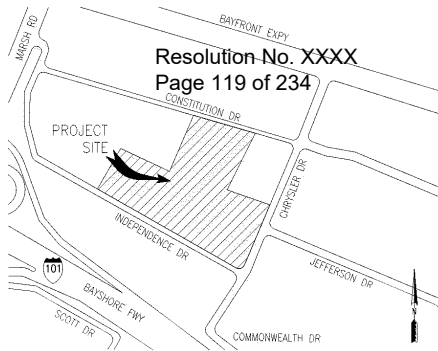 BAYFRONT EXPY
MARSH RD
Resolution No. XXXX
Page 119 of 234
CONSTITUTION DR
PROJECT
SITE
CHRYSLER DR
INDEPENDENCE DR
JEFFERSON DR
101
BAYSHORE FWY
SCOTT DR
COMMONWEALTH DR
N